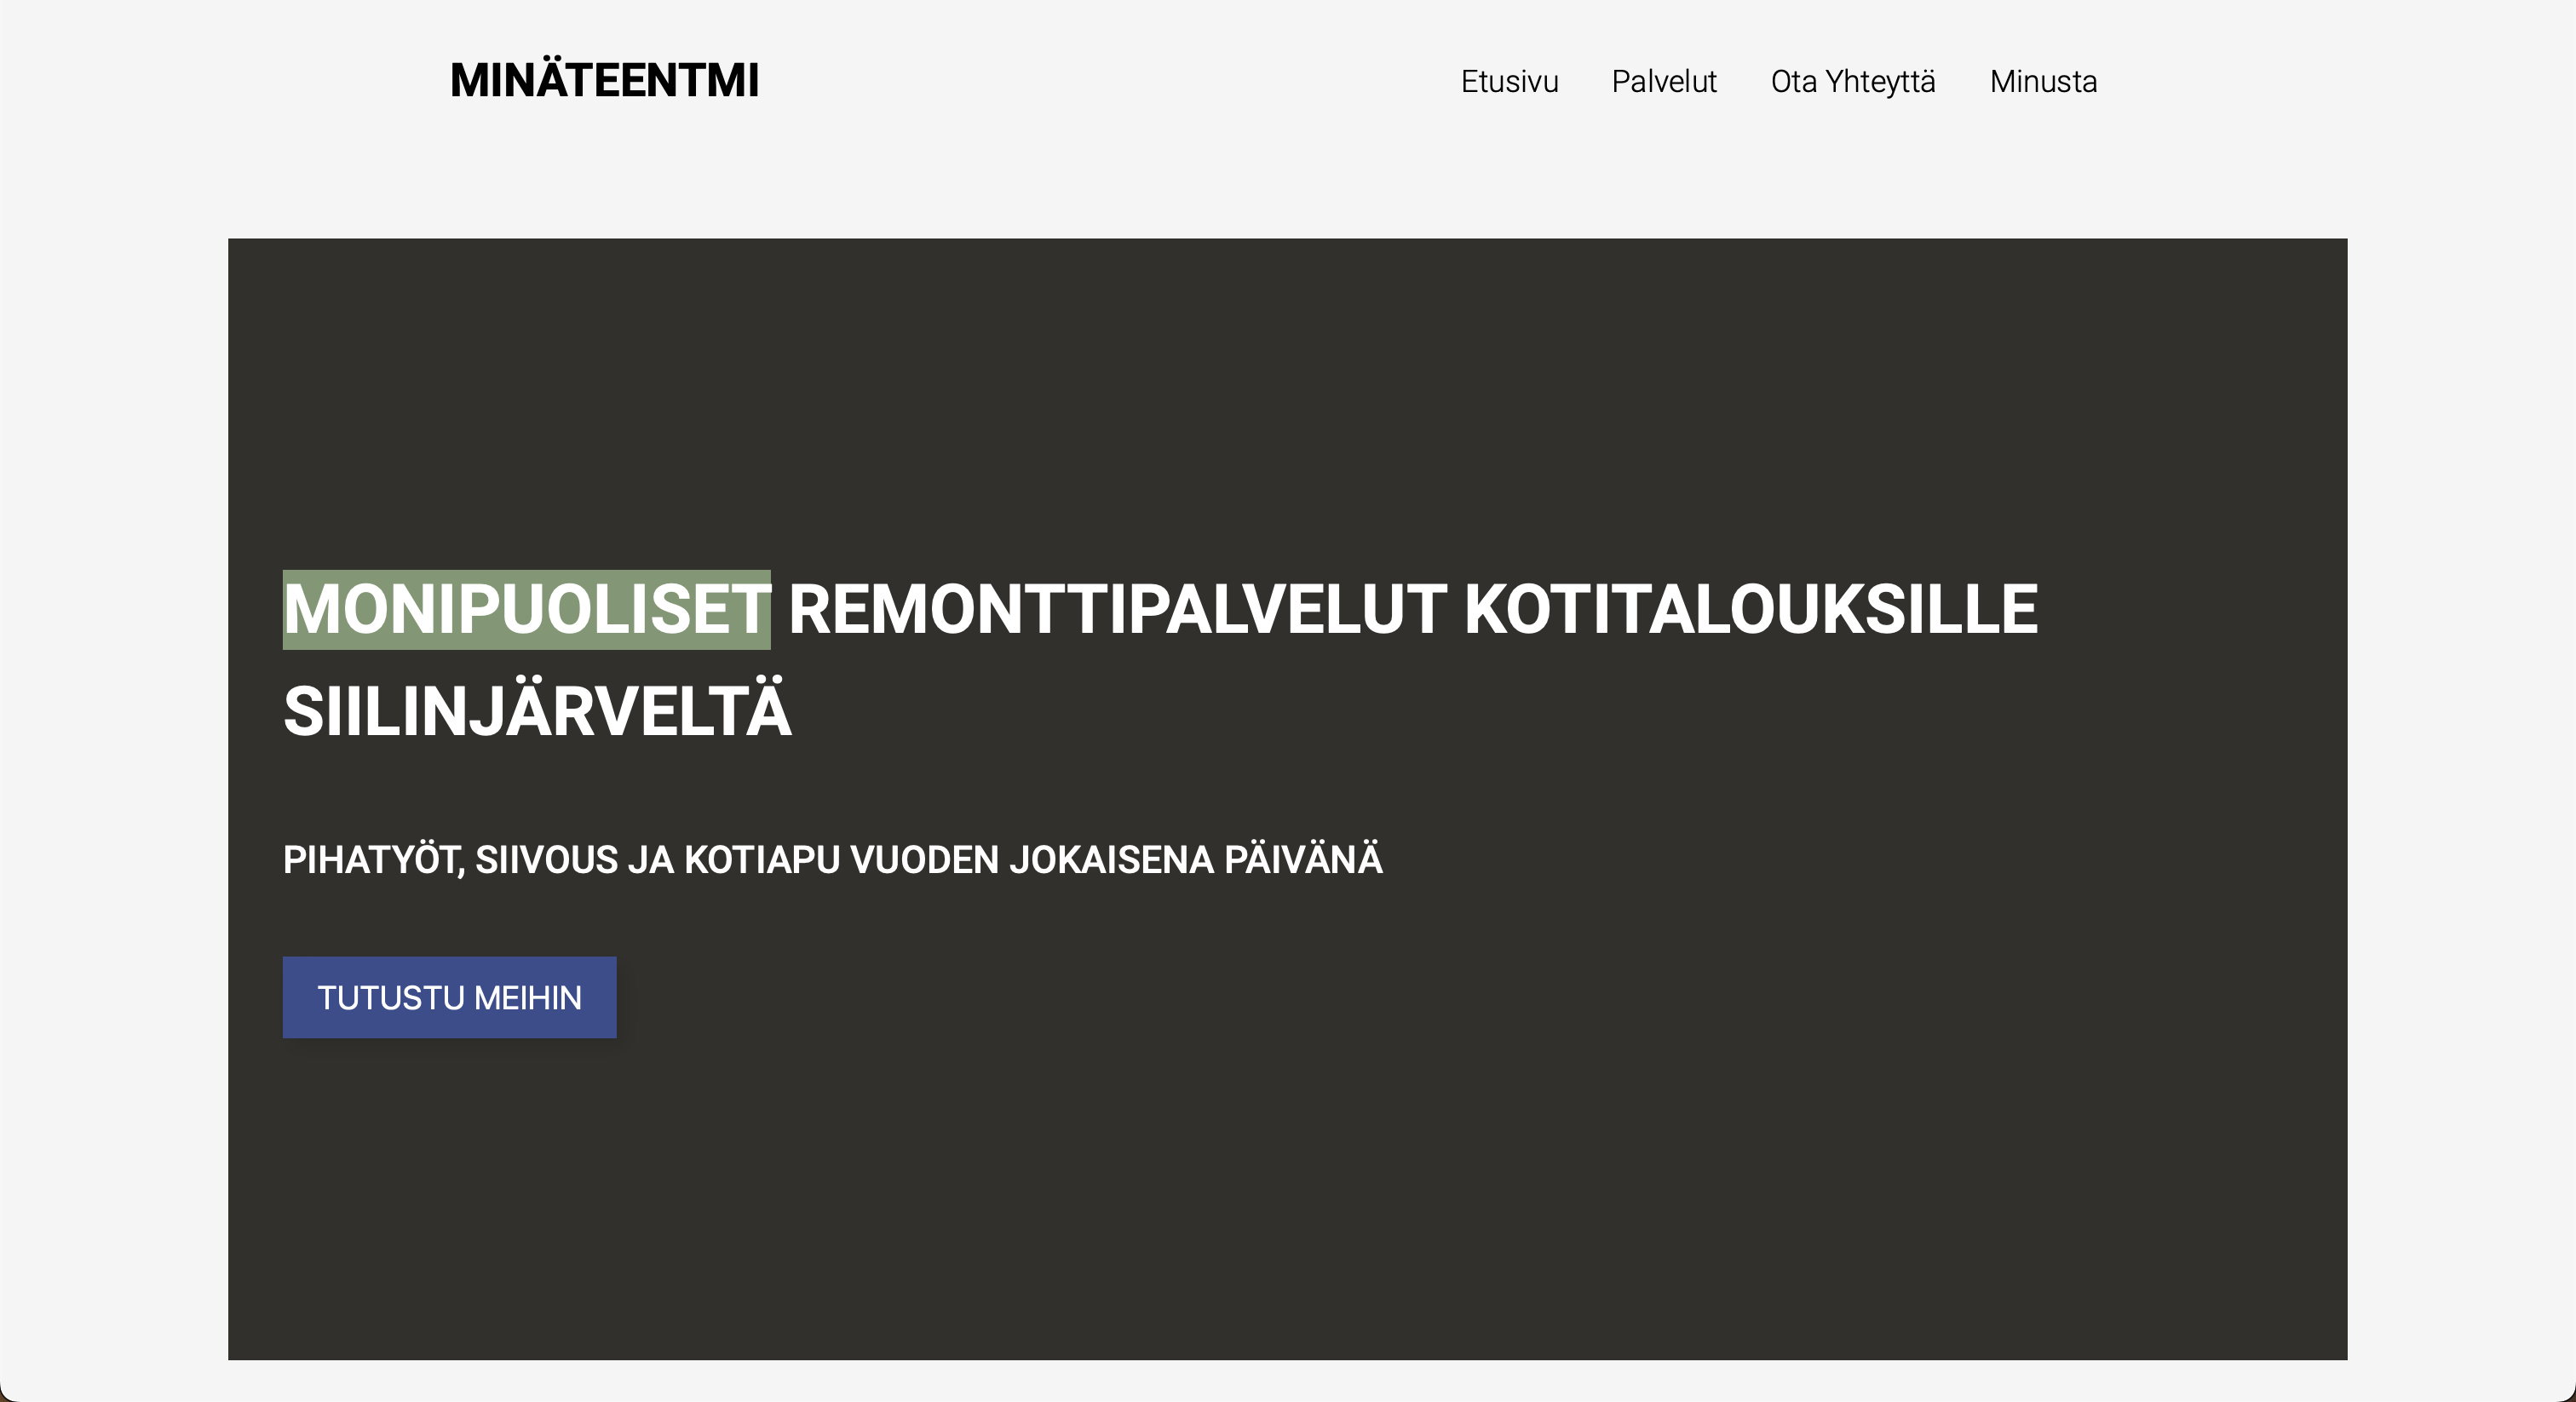 MINÄTEENTMI
Etusivu Palvelut Ota Yhteyttä Minusta
MONIPUOLISET REMONTTIPALVELUT KOTITALOUKSILLE
SIILINJÄRVELTÄ
PIHATYÖT, SIIVOUS JA KOTIAPU VUODEN JOKAISENA PÄIVÄNÄ
TUTUSTU MEIHIN